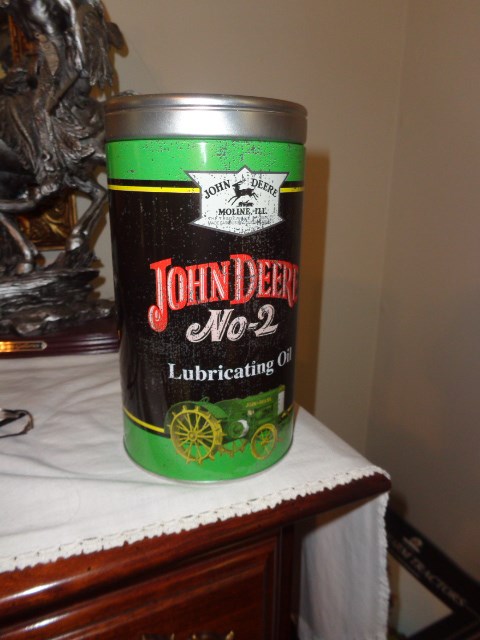 JOHN DEERE
MOLINE, ILL.
JOHN DEERE
No-2
Lubricating Oil